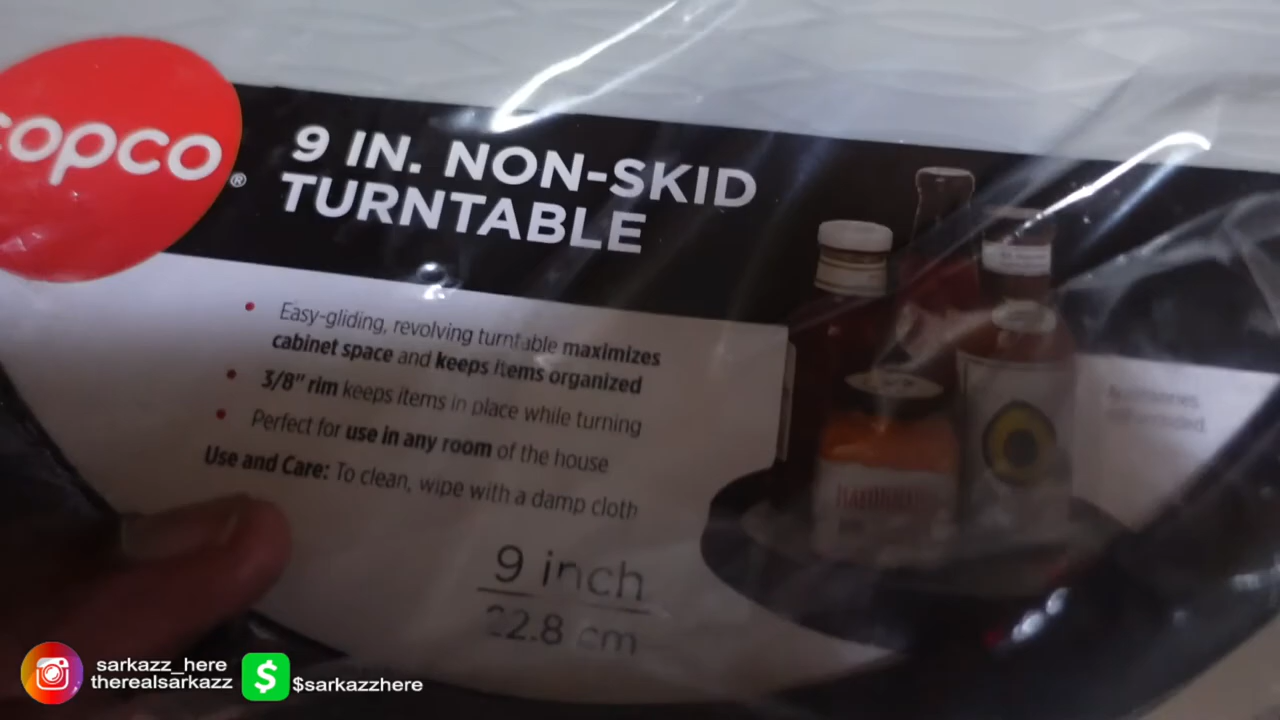 copco®
9 IN. NON-SKID
TURNTABLE
• Easy-gliding, revolving turntable maximizes
cabinet space and keeps items organized
• 3/8" rim keeps items in place while turning
• Perfect for use in any room of the house
Use and Care: To clean, wipe with a damp cloth
9 inch
22.8 cm
sarkazz_here
therealsarkazz
$sarkazzhere